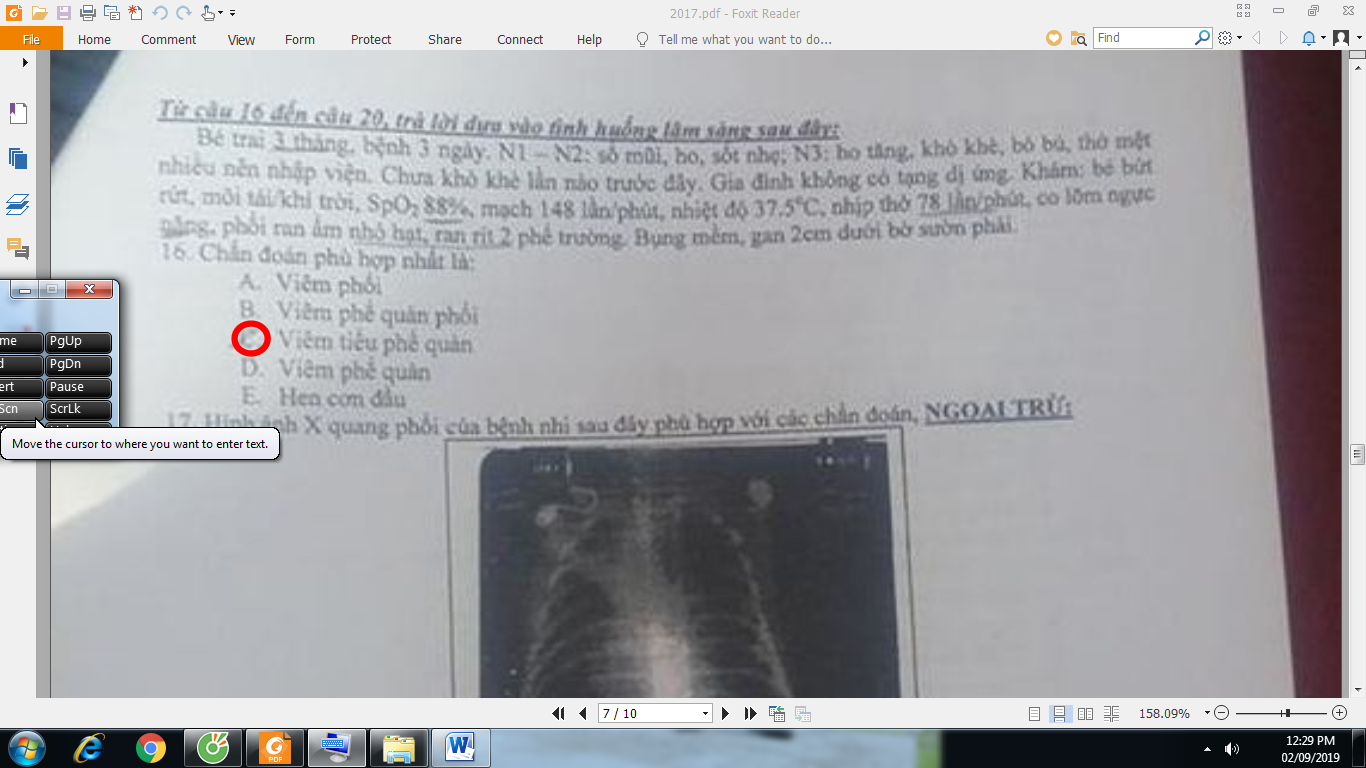 2017.pdf - Foxit Reader
File Home Comment View Form Protect Share Connect Help Tell me what you want to do... Find
Từ câu 16 đến câu 20, trả lời dựa vào tình huống lâm sàng sau đây:
Bé trai 3 tháng, bệnh 3 ngày. N1 – N2: sổ mũi, ho, sốt nhẹ; N3: ho tăng, khò khè, bỏ bú, thở mệt
nhiều nên nhập viện. Chưa khò khè lần nào trước đây. Gia đình không có tạng dị ứng. Khám: bé bứt
rứt, môi tái/khí trời, SpO2 88%, mạch 148 lần/phút, nhiệt độ 37.5°C, nhịp thở 78 lần/phút, co lõm ngực
nặng, phổi ran ẩm nhỏ hạt, ran rít 2 phế trường. Bụng mềm, gan 2cm dưới bờ sườn phải.
16. Chẩn đoán phù hợp nhất là:
A. Viêm phổi
B. Viêm phế quản phổi
C. Viêm tiểu phế quản
D. Viêm phế quản
E. Hen cơn đầu
17. Hình ảnh X quang phổi của bệnh nhi sau đây phù hợp với các chẩn đoán, NGOẠI TRỪ:
me PgUp
d PgDn
ert Pause
Scn ScrLk
Move the cursor to where you want to enter text.
7 / 10
158.09%
PDF
12:29 PM
02/09/2019